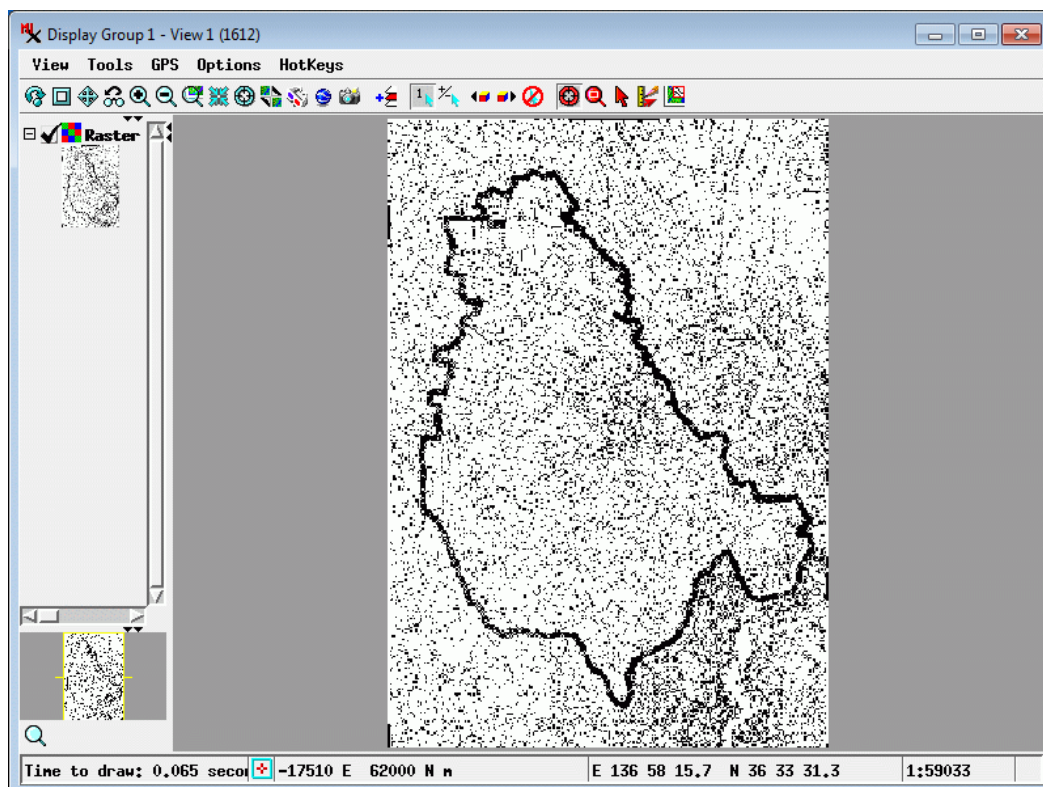 Display Group 1 - View 1 (1612)
View Tools GPS Options HotKeys
Raster
Time to draw: 0.065 secon
-17510 E 62000 N m
E 136 58 15.7 N 36 33 31.3
1:59033